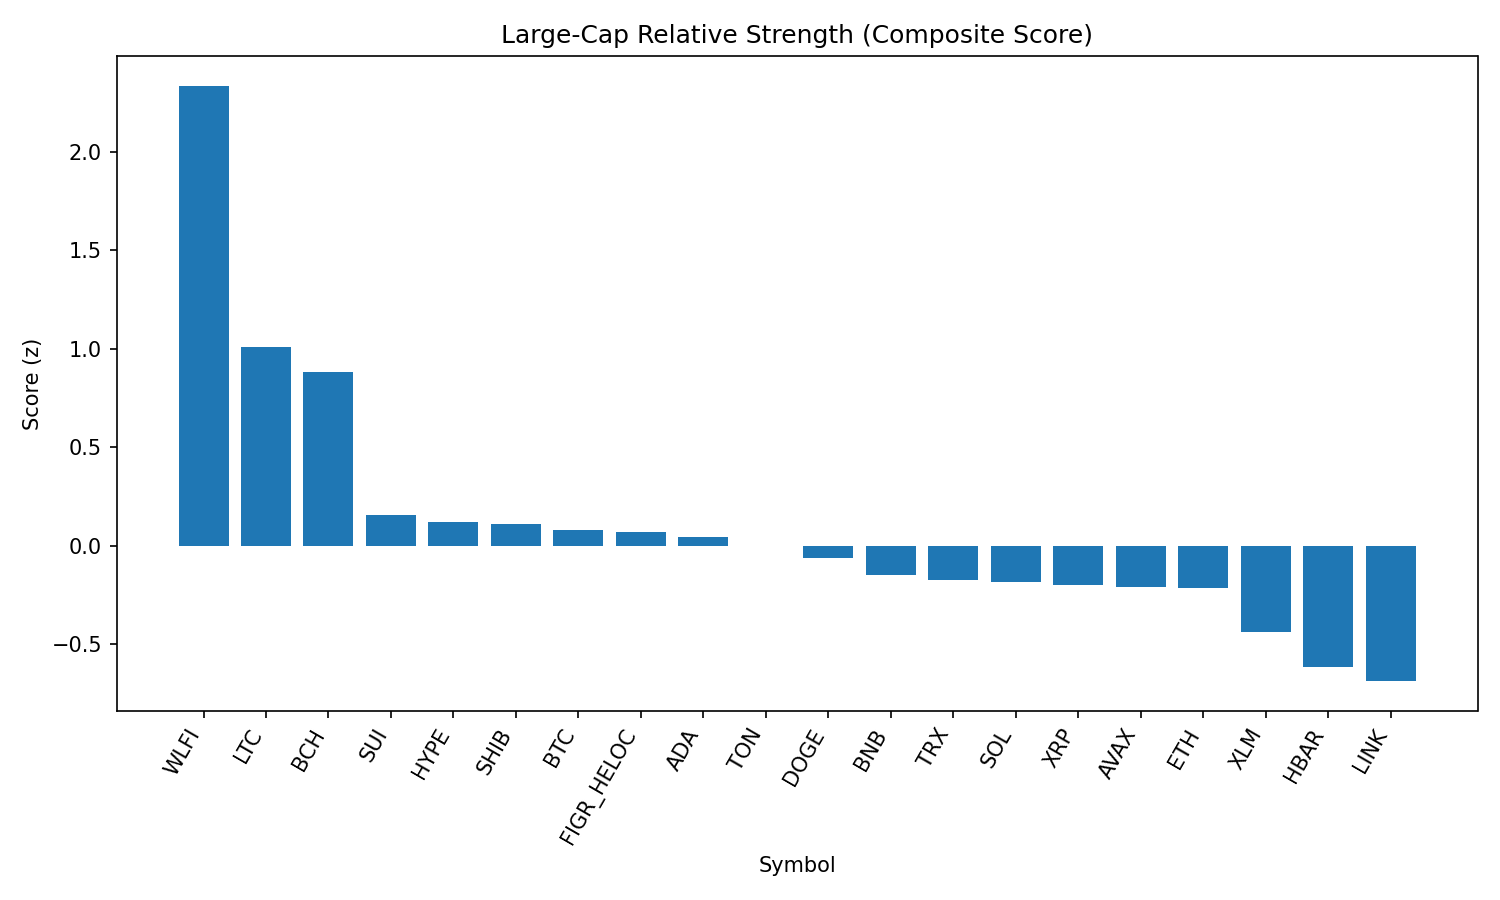 Large-Cap Relative Strength (Composite Score)
Score (z)
2.0
1.5
1.0
0.5
0.0
−0.5
WLFI
LTC
BCH
SUI
HYPE
SHIB
BTC
FIGR_HELOC
ADA
TON
DOGE
BNB
TRX
SOL
XRP
AVAX
ETH
XLM
HBAR
LINK
Symbol